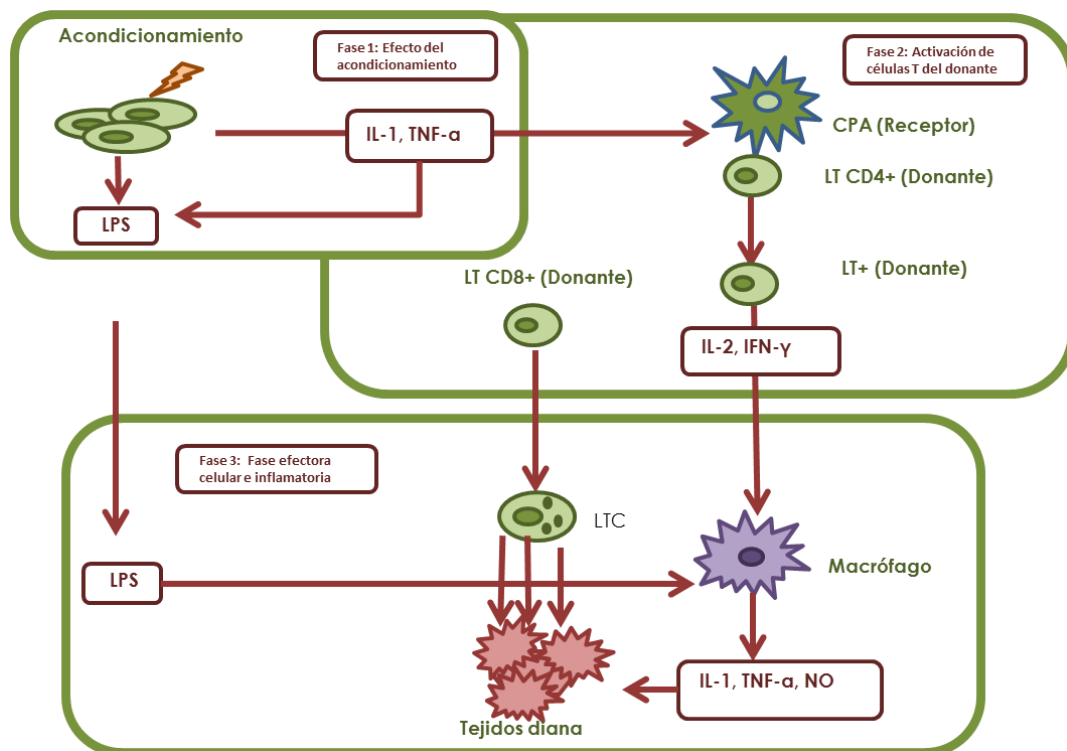 Acondicionamiento
Fase 1: Efecto del
acondicionamiento
IL-1, TNF-α
LPS
Fase 2: Activación de
células T del donante
CPA (Receptor)
LT CD4+ (Donante)
LT+ (Donante)
LT CD8+ (Donante)
IL-2, IFN-γ
Fase 3: Fase efectora
celular e inflamatoria
LTC
LPS
Macrófago
IL-1, TNF-α, NO
Tejidos diana